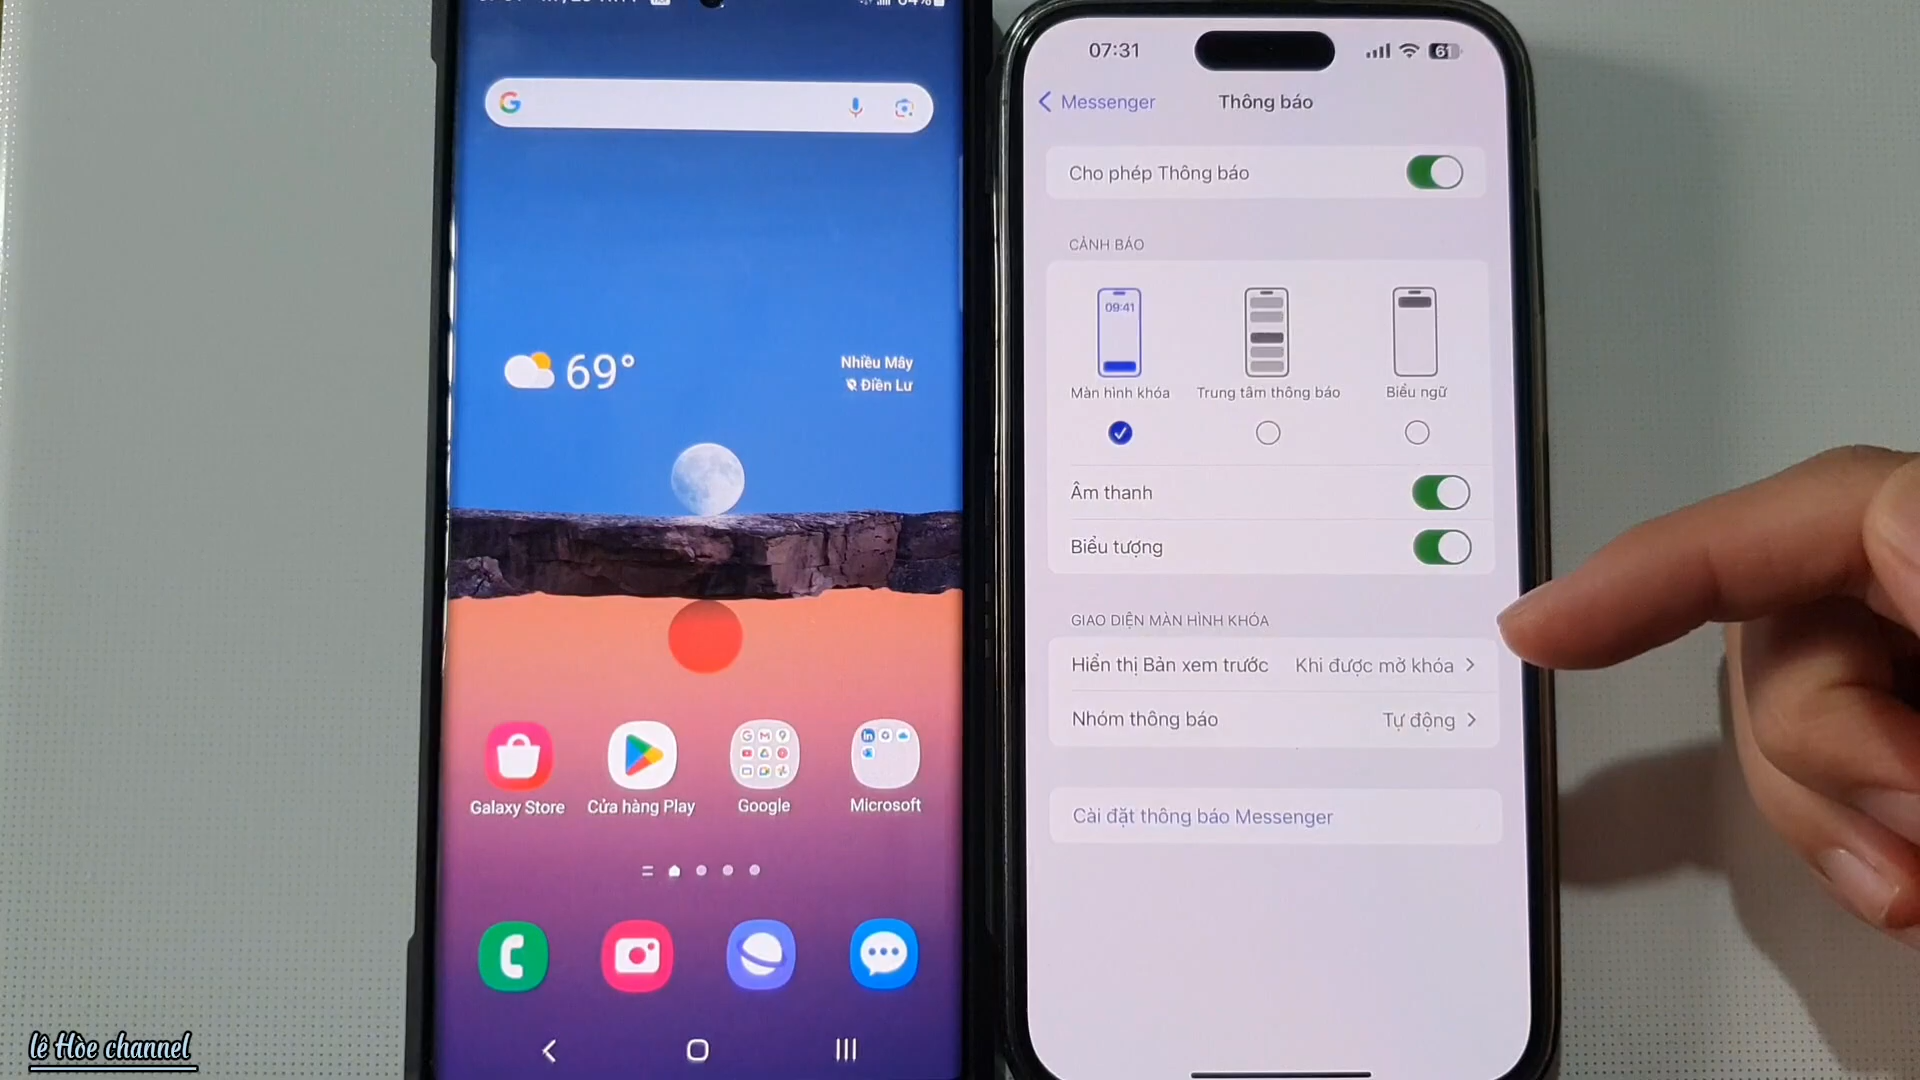 69°
Nhiều Mây
Điền Lư
Galaxy Store
Cửa hàng Play
Google
Microsoft
07:31
61
Messenger
Thông báo
Cho phép Thông báo
CẢNH BÁO
09:41
Màn hình khóa
Trung tâm thông báo
Biểu ngữ
Âm thanh
Biểu tượng
GIAO DIỆN MÀN HÌNH KHÓA
Hiển thị Bản xem trước Khi được mở khóa
Nhóm thông báo Tự động
Cài đặt thông báo Messenger
lê Hòe channel